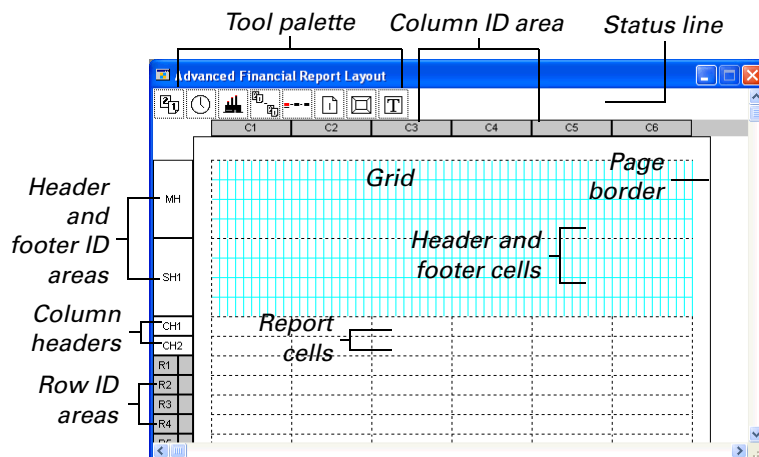 Tool palette
Column ID area
Status line
Advanced Financial Report Layout
C1 C2 C3 C4 C5 C6
Header
and
footer ID
areas
MH
SH1
Grid
Page
border
Header and
footer cells
Column
headers
CH1
CH2
Report
cells
Row ID
areas
R1
R2
R3
R4